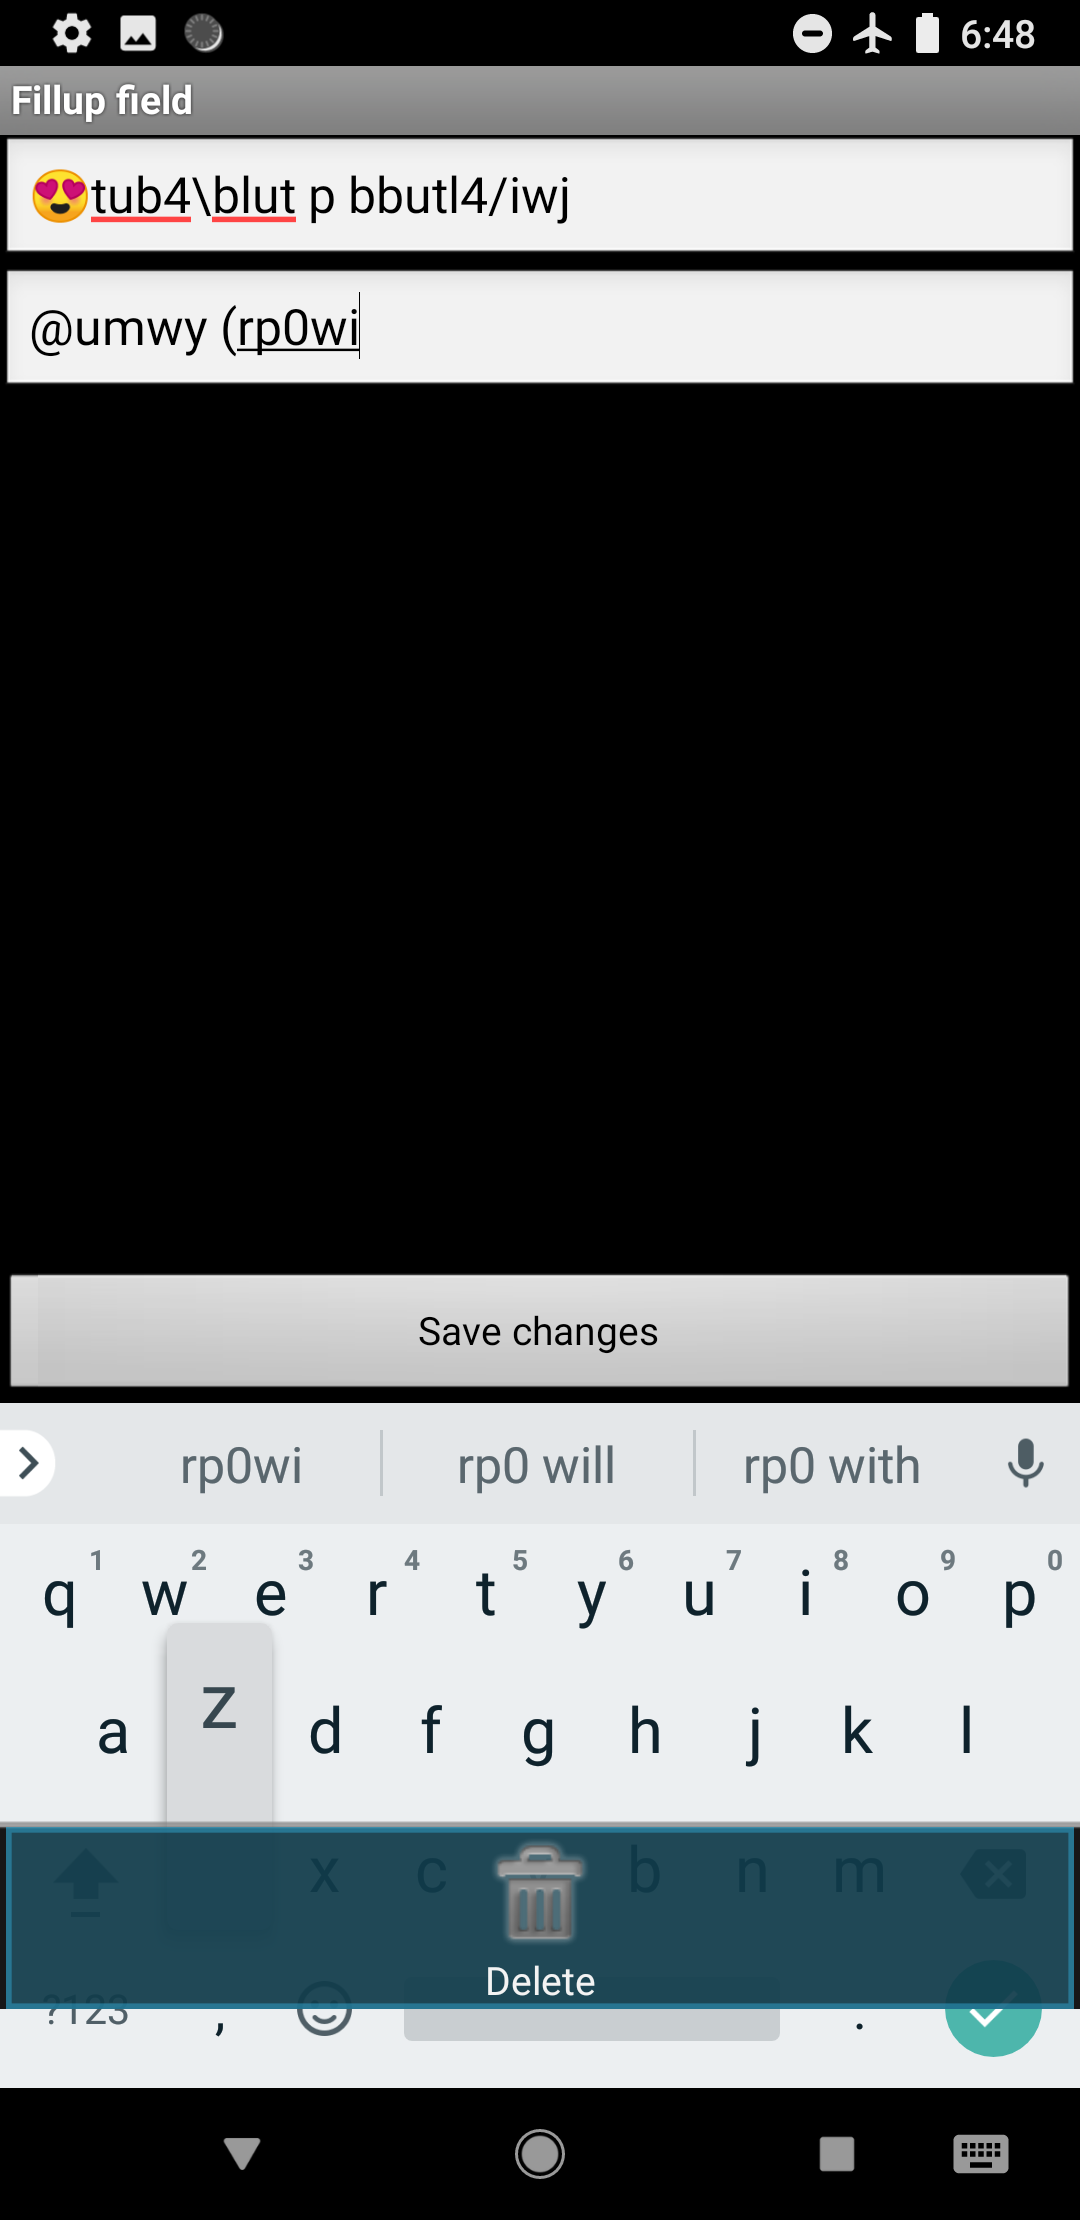 6:48
Fillup field
😍tub4\blut p bbutl4/iwj
@umwy (rp0wi
Save changes
rp0wi rp0 will rp0 with
1 2 3 4 5 6 7 8 9 0
q w e r t y u i o p
a z d f g h j k l
x c b n m
Delete
?123 , .